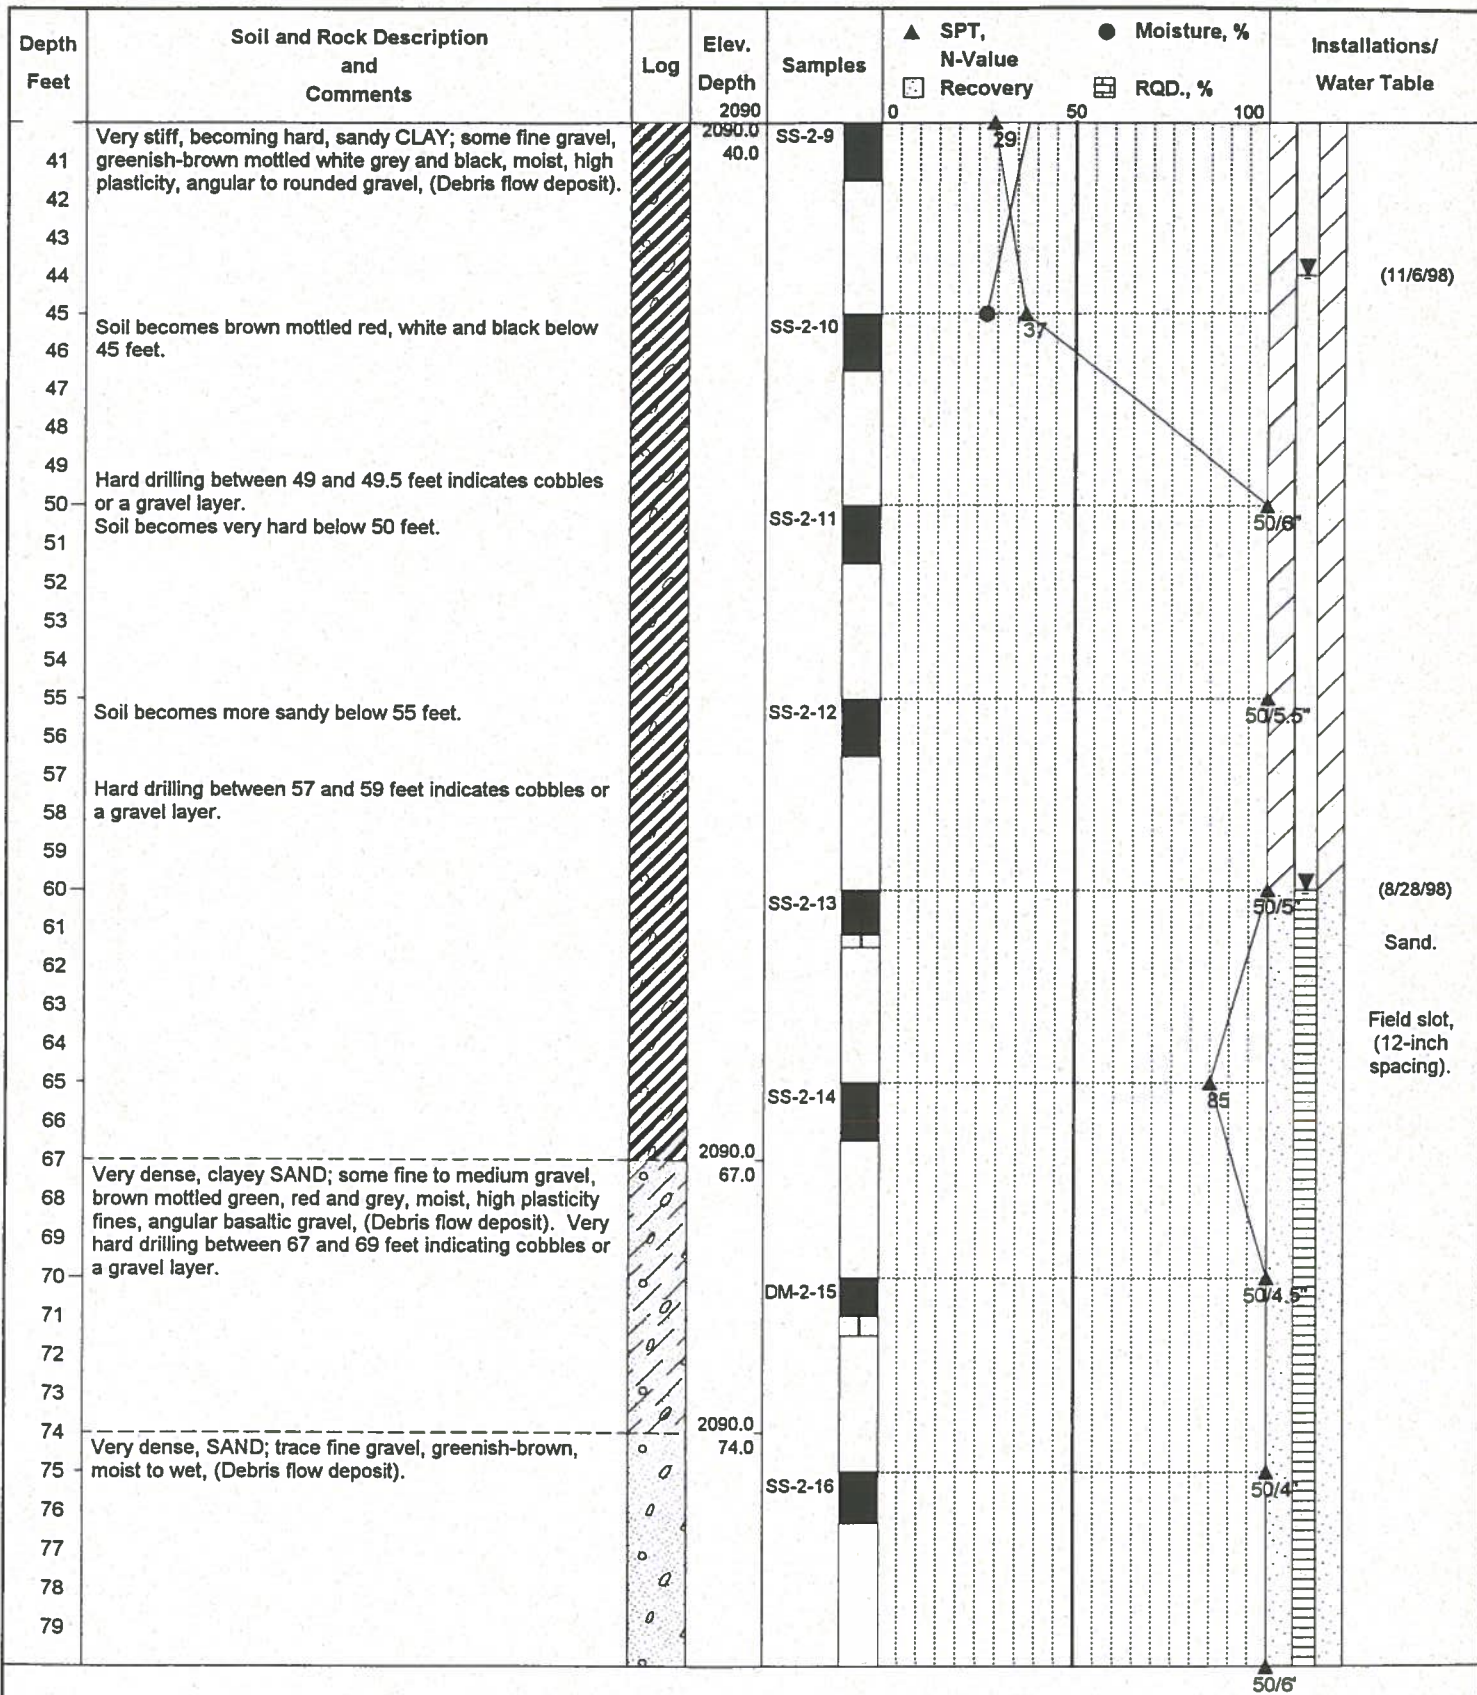 Depth
Feet
Soil and Rock Description
and
Comments
Log
Elev.
Depth
2090
Samples
▲ SPT,
N-Value
● Moisture, %
Recovery
RQD., %
0 50 100
Installations/
Water Table
Very stiff, becoming hard, sandy CLAY; some fine gravel,
greenish-brown mottled white grey and black, moist, high
plasticity, angular to rounded gravel, (Debris flow deposit).
2090.0
40.0
SS-2-9
29
41
42
43
44
(11/6/98)
45
Soil becomes brown mottled red, white and black below
45 feet.
SS-2-10
37
46
47
48
49
Hard drilling between 49 and 49.5 feet indicates cobbles
or a gravel layer.
50
Soil becomes very hard below 50 feet.
SS-2-11
50/6"
51
52
53
54
55
Soil becomes more sandy below 55 feet.
SS-2-12
50/5.5"
56
57
Hard drilling between 57 and 59 feet indicates cobbles or
a gravel layer.
58
59
60
SS-2-13
50/5"
(8/28/98)
61
Sand.
62
63
Field slot,
(12-inch
spacing).
64
65
SS-2-14
85
66
67
2090.0
67.0
Very dense, clayey SAND; some fine to medium gravel,
brown mottled green, red and grey, moist, high plasticity
fines, angular basaltic gravel, (Debris flow deposit). Very
hard drilling between 67 and 69 feet indicating cobbles or
a gravel layer.
68
69
70
DM-2-15
50/4.5"
71
72
73
74
2090.0
74.0
Very dense, SAND; trace fine gravel, greenish-brown,
moist to wet, (Debris flow deposit).
75
SS-2-16
50/4"
76
77
78
79
50/6"